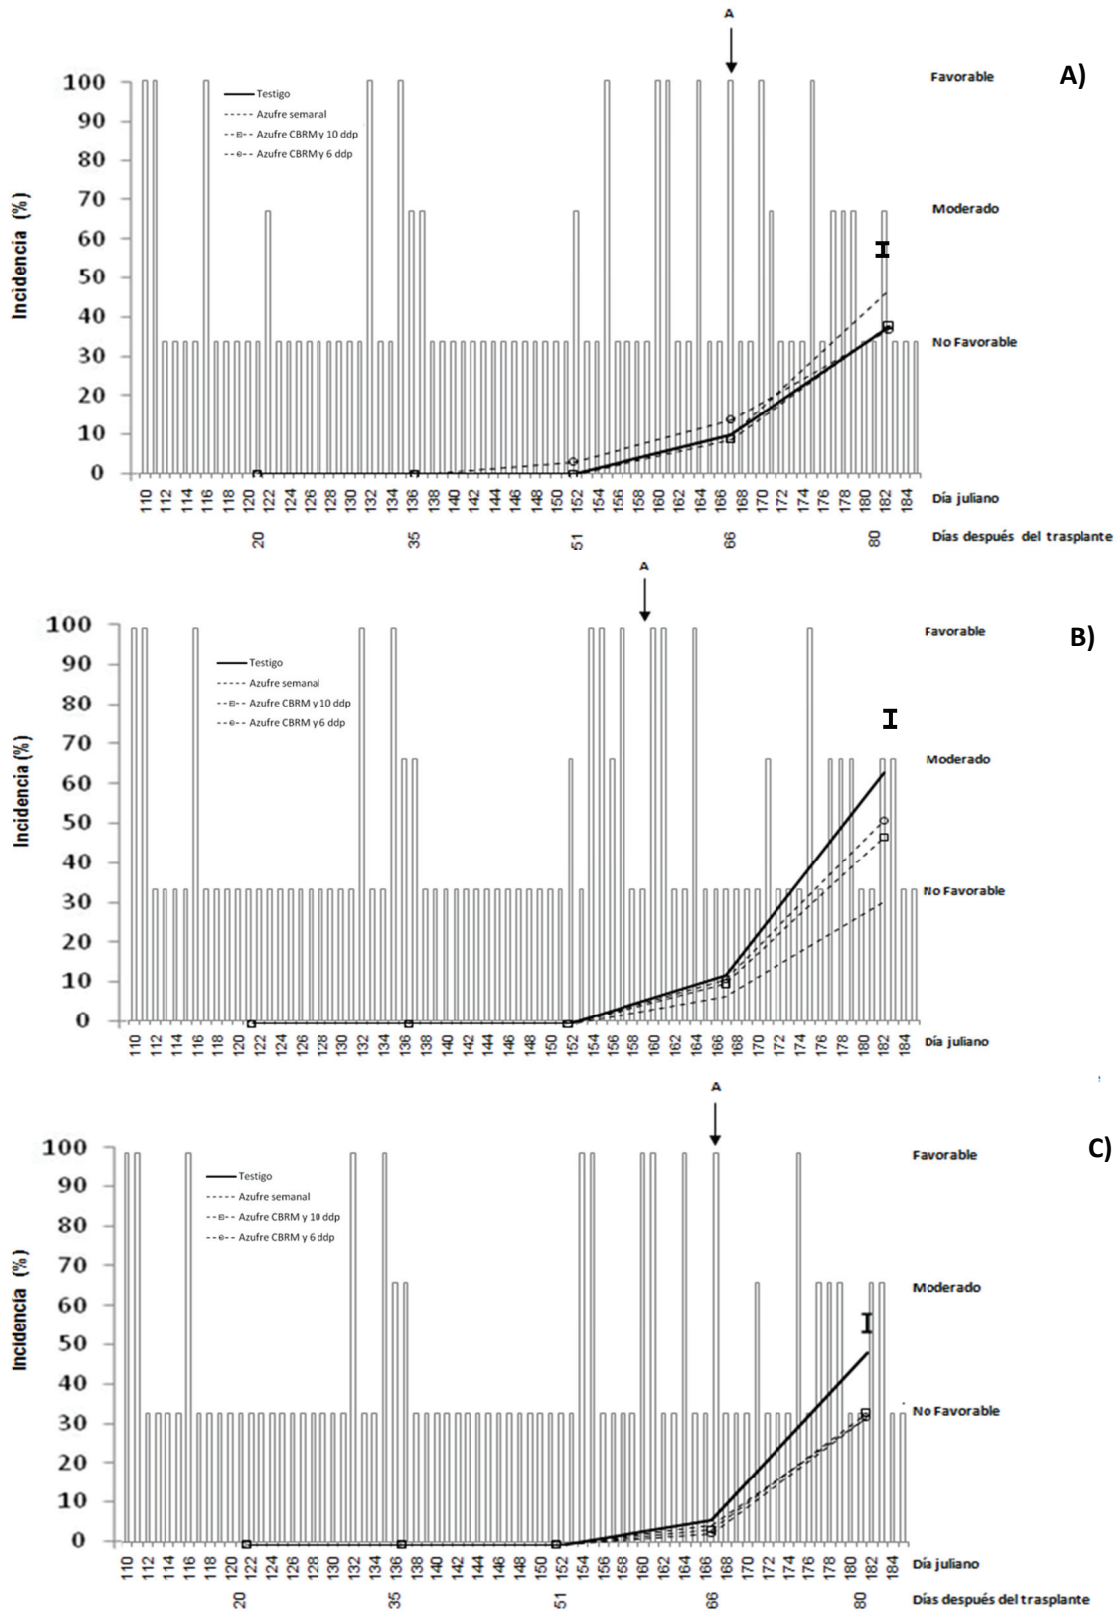 A
A)
Incidencia (%)
100
90
80
70
60
50
40
30
20
10
0
Testigo
Azufre semaral
Azufre CBRMy 10 ddp
Azufre CBRMy 6 ddp
Favorable
Moderado
No Favorable
110 112 114 116 118 120 122 124 126 128 130 132 134 136 138 140 142 144 146 148 150 152 154 156 158 160 162 164 166 168 170 172 174 176 178 180 182 184 Día juliano
20 35 51 66 80 Días después del trasplante
A
B)
Incidencia (%)
100
90
80
70
60
50
40
30
20
10
0
Testigo
Azufre semanal
Azufre CBRM y10 ddp
Azufre CBRM y6 ddp
Favorable
Moderado
No Favorable
110 112 114 116 118 120 122 124 126 128 130 132 134 136 138 140 142 144 146 148 150 152 154 156 158 160 162 164 166 168 170 172 174 176 178 180 182 184 Día juliano
A
C)
Incidencia (%)
100
90
80
70
60
50
40
30
20
10
0
Testigo
Azufre semanal
Azufre CBRM y 10 ddp
Azufre CBRM y 6 ddp
Favorable
Moderado
No Favorable
110 112 114 116 118 120 122 124 126 128 130 132 134 136 138 140 142 144 146 148 150 152 154 156 158 160 162 164 166 168 170 172 174 176 178 180 182 184 Día juliano
20 35 51 66 80 Días después del trasplante